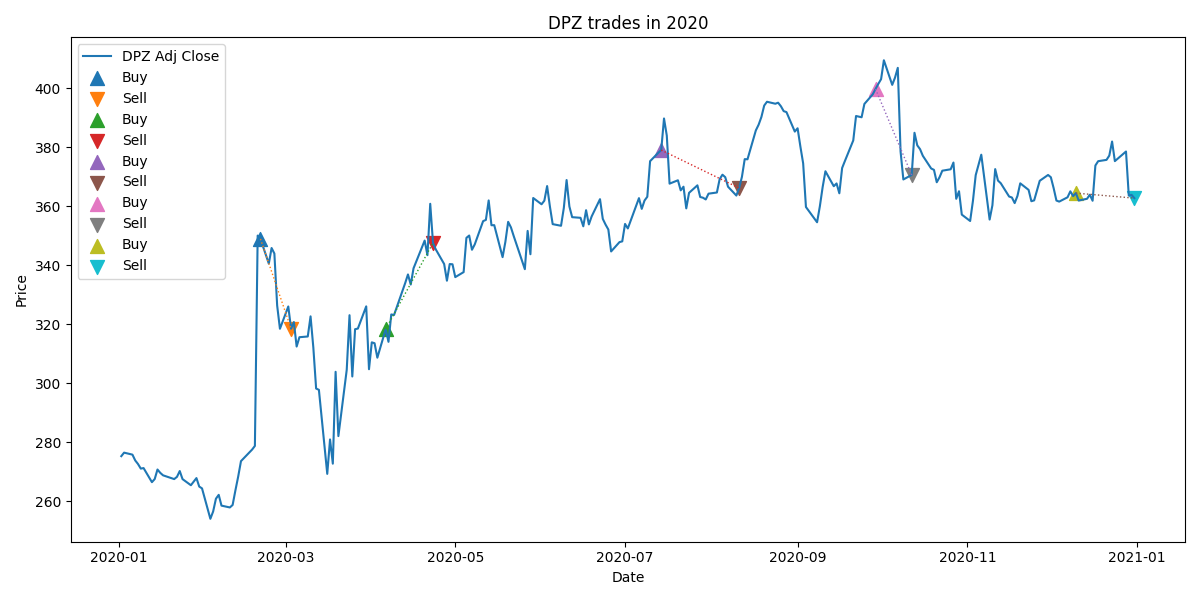 DPZ trades in 2020
DPZ Adj Close
Buy
Sell
Buy
Sell
Buy
Sell
Buy
Sell
Buy
Sell
400
380
360
340
320
300
280
260
Price
2020-01
2020-03
2020-05
2020-07
2020-09
2020-11
2021-01
Date